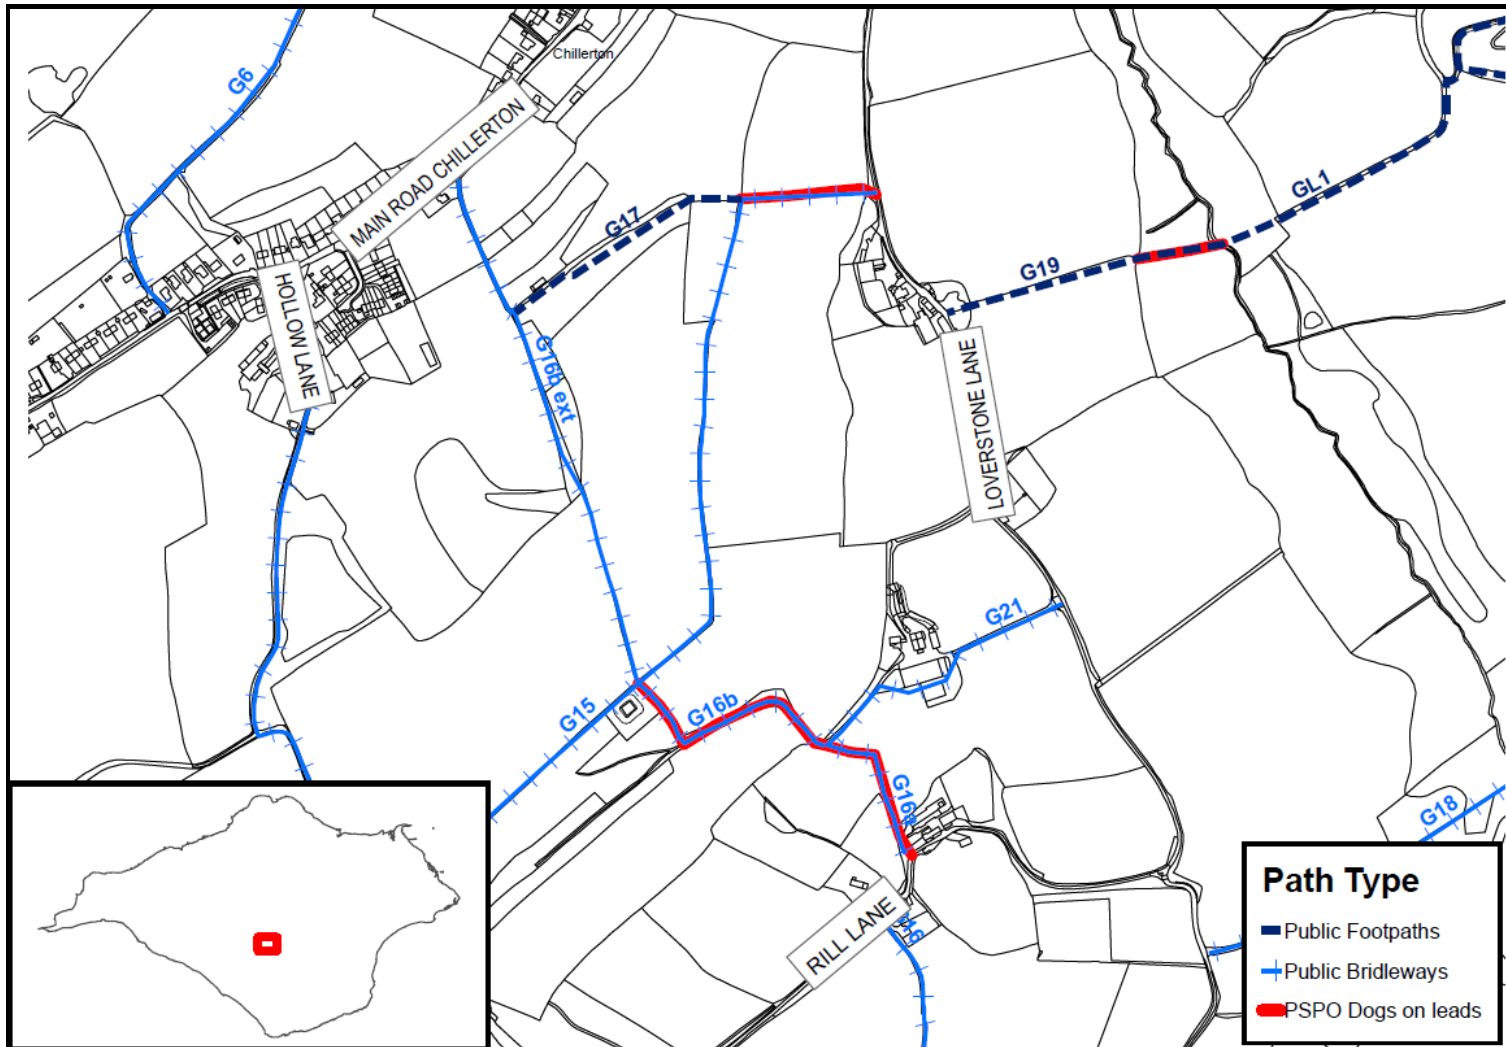 Chillerton
G6
MAIN ROAD CHILLERTON
GL1
G17
G19
HOLLOW LANE
G16b ext
LOVERSTONE LANE
G21
G15
G16b
G16a
G18
RILL LANE
Path Type
Public Footpaths
Public Bridleways
PSPO Dogs on leads